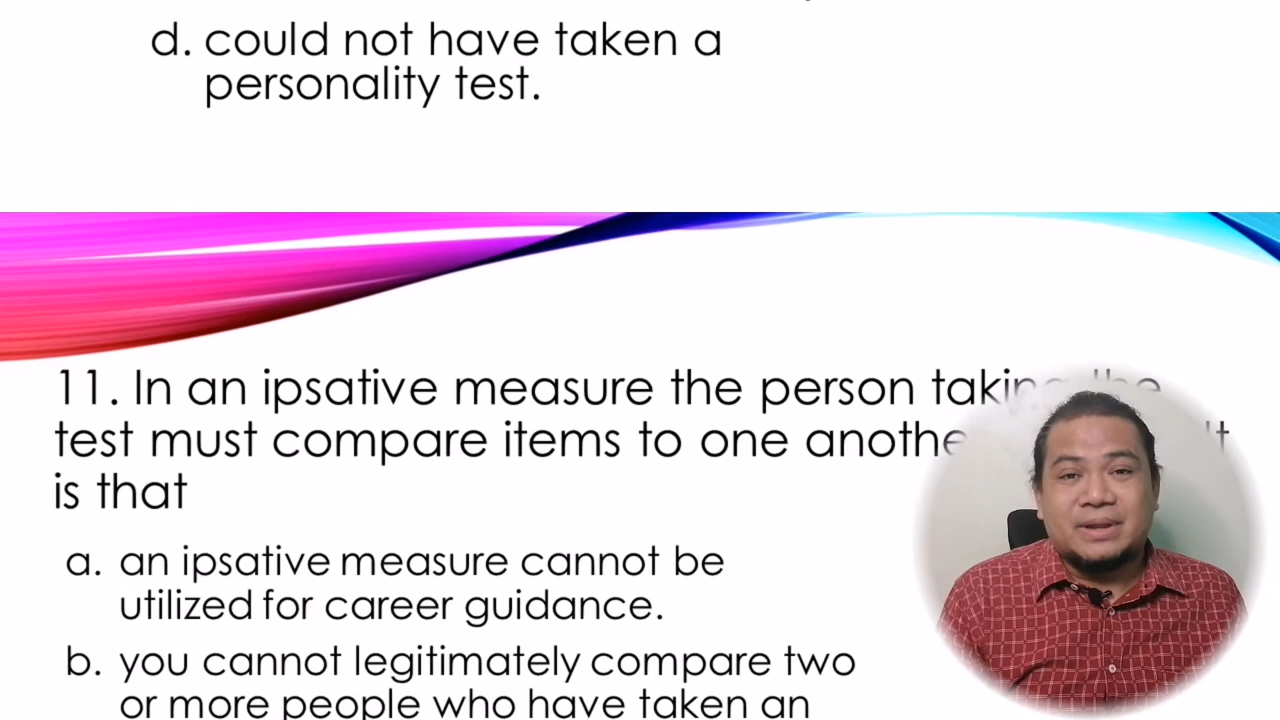 d. could not have taken a
personality test.
11. In an ipsative measure the person taking the
test must compare items to one
is that
a. an ipsative measure cannot be
utilized for career guidance.
b. you cannot legitimately compare two
or more people who have taken an